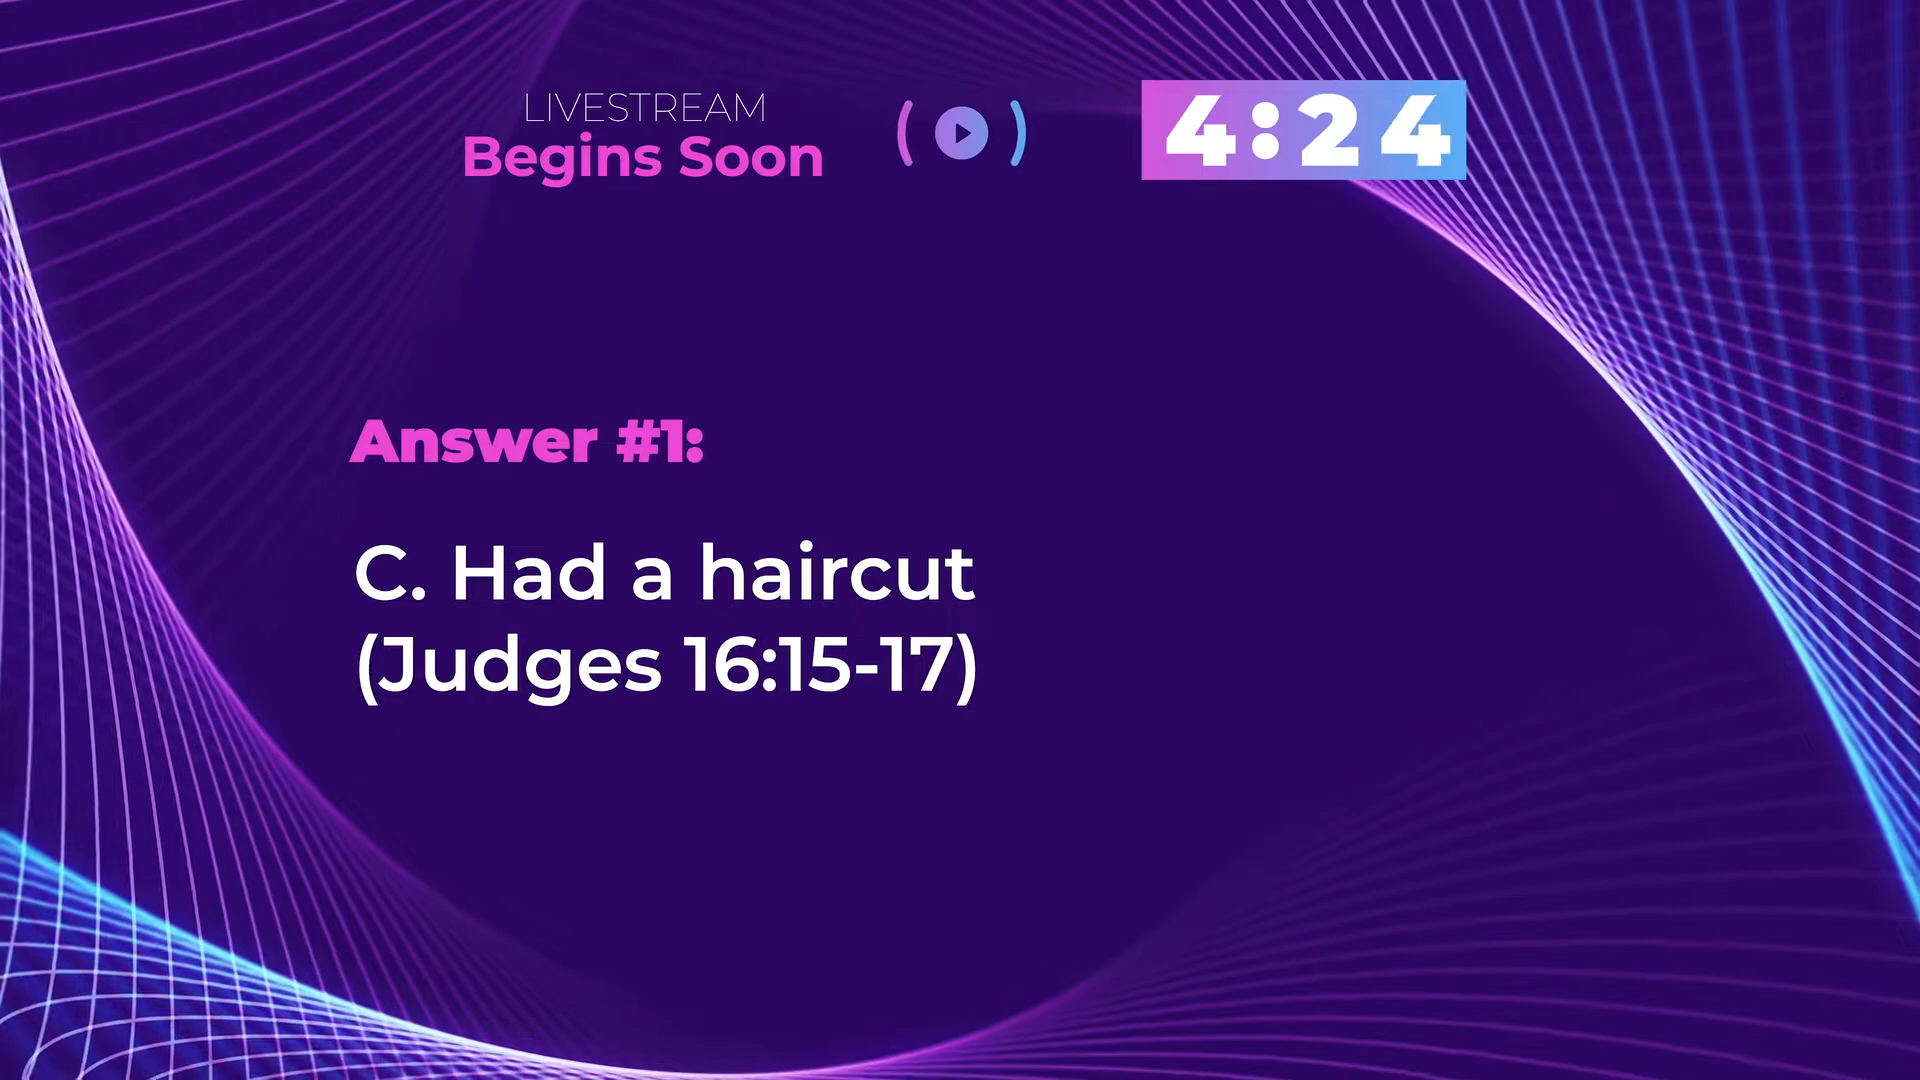 LIVESTREAM
Begins Soon
4:24
Answer #1:
C. Had a haircut
(Judges 16:15-17)